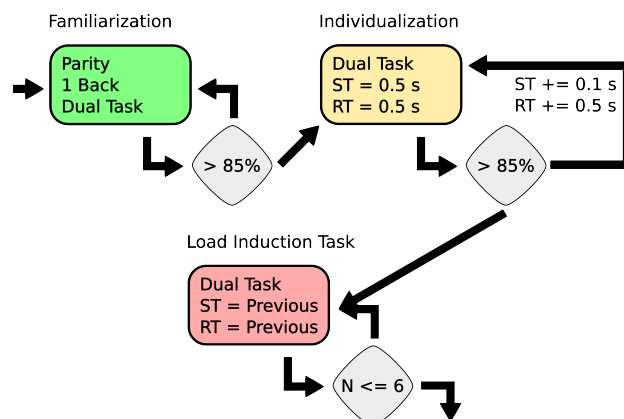 Familiarization
Parity
1 Back
Dual Task
> 85%
Individualization
Dual Task
ST = 0.5 s
RT = 0.5 s
ST += 0.1 s
RT += 0.5 s
> 85%
Load Induction Task
Dual Task
ST = Previous
RT = Previous
N <= 6